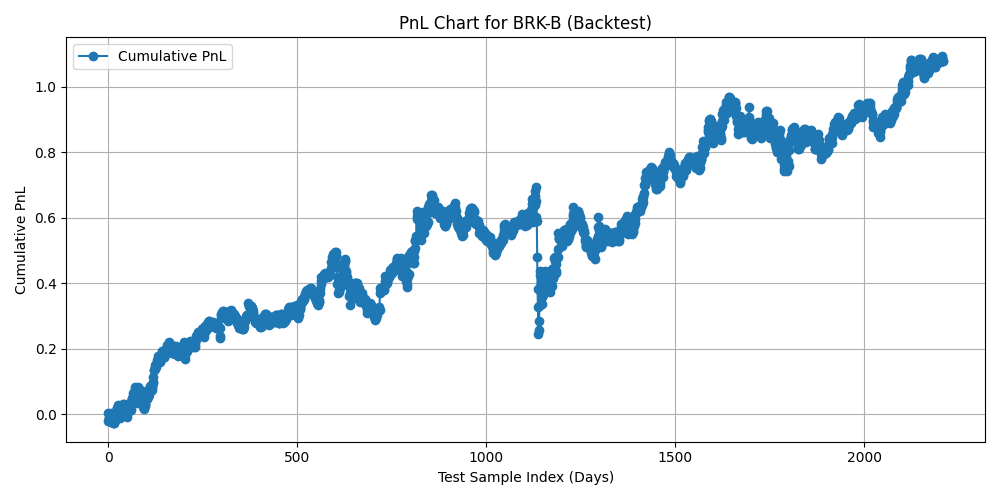 PnL Chart for BRK-B (Backtest)
Cumulative PnL
1.0
0.8
0.6
0.4
0.2
0.0
Cumulative PnL
0 500 1000 1500 2000
Test Sample Index (Days)